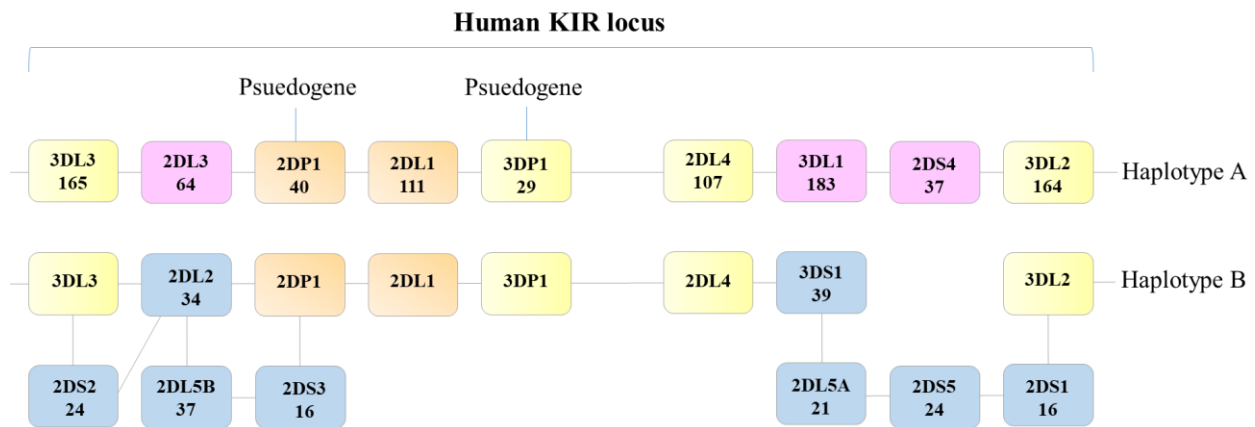 Human KIR locus
Psuedogene Psuedogene
3DL3 2DL3 2DP1 2DL1 3DP1 2DL4 3DL1 2DS4 3DL2
165 64 40 111 29 107 183 37 164
Haplotype A
3DL3 2DL2 2DP1 2DL1 3DP1 2DL4 3DS1 3DL2
34 39
Haplotype B
2DS2 2DL5B 2DS3 2DL5A 2DS5 2DS1
24 37 16 21 24 16